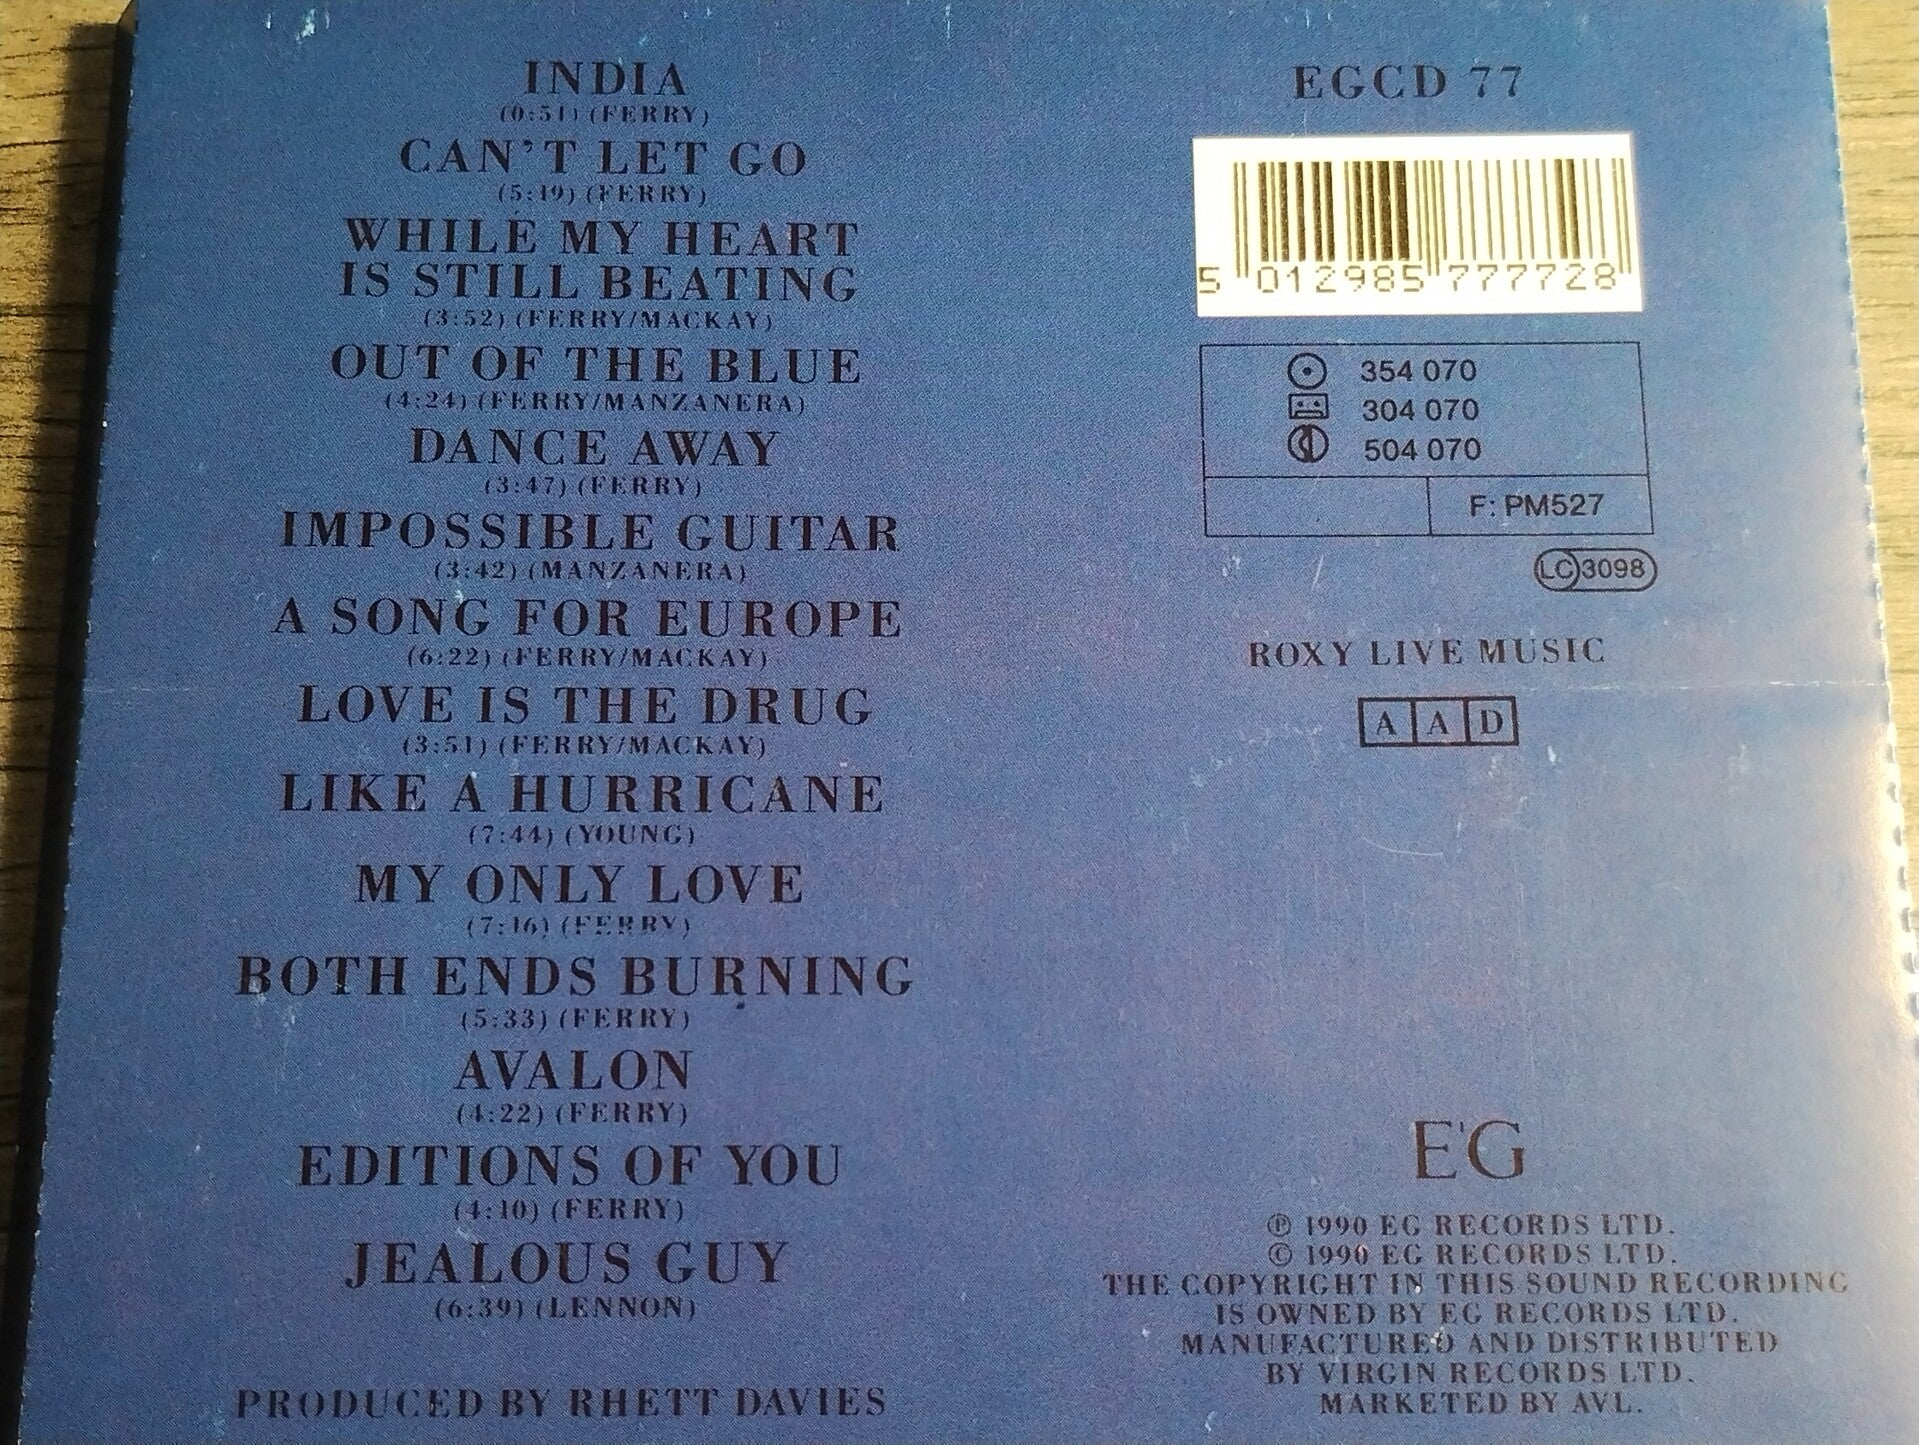 INDIA
(0:51) (FERRY)
CAN'T LET GO
(5:49) (FERRY)
WHILE MY HEART
IS STILL BEATING
(3:52) (FERRY/MACKAY)
OUT OF THE BLUE
(4:24) (FERRY/MANZANERA)
DANCE AWAY
(3:47) (FERRY)
IMPOSSIBLE GUITAR
(3:42) (MANZANERA)
A SONG FOR EUROPE
(6:22) (FERRY/MACKAY)
LOVE IS THE DRUG
(3:51) (FERRY/MACKAY)
LIKE A HURRICANE
(7:44) (YOUNG)
MY ONLY LOVE
(7:16) (FERRY)
BOTH ENDS BURNING
(5:33) (FERRY)
AVALON
(4:22) (FERRY)
EDITIONS OF YOU
(4:10) (FERRY)
JEALOUS GUY
(6:39) (LENNON)
PRODUCED BY RHETT DAVIES
EGCD 77
5 012985 777728
354 070
304 070
504 070
F: PM527
LC 3098
ROXY LIVE MUSIC
A A D
E'G
℗ 1990 EG RECORDS LTD.
© 1990 EG RECORDS LTD.
THE COPYRIGHT IN THIS SOUND RECORDING
IS OWNED BY EG RECORDS LTD.
MANUFACTURED AND DISTRIBUTED
BY VIRGIN RECORDS LTD.
MARKETED BY AVL.